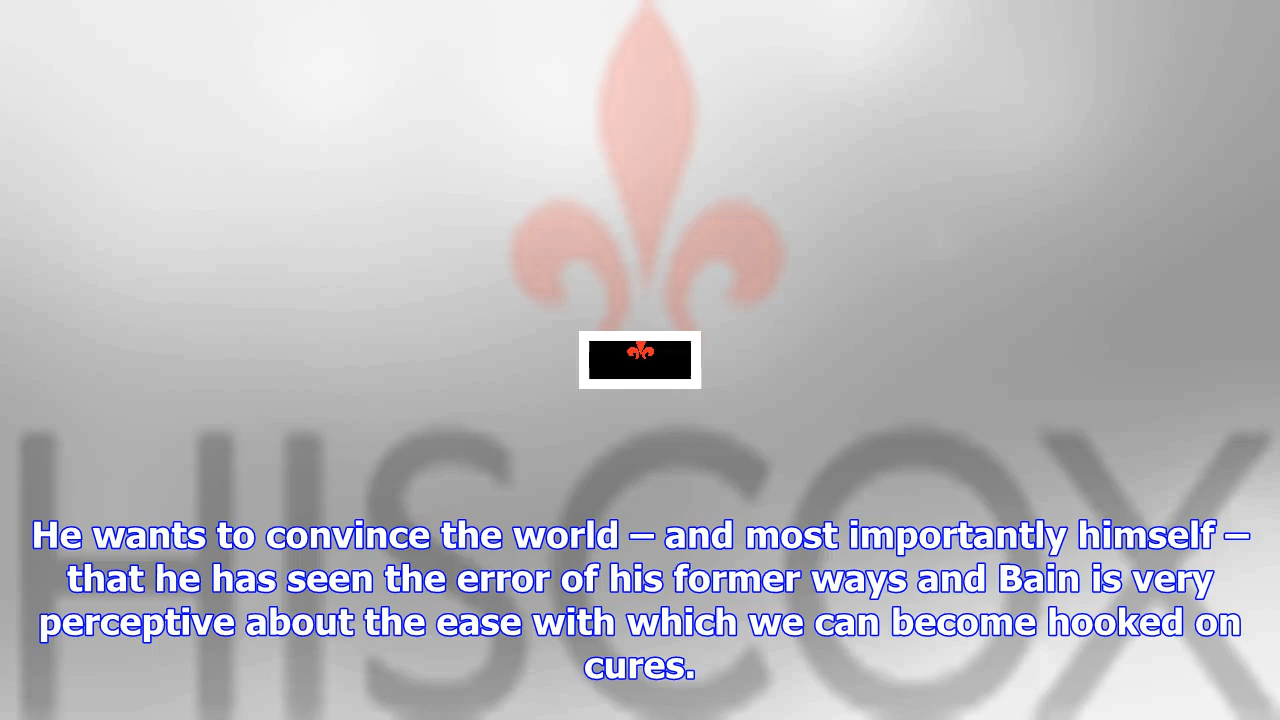 HISCOX
He wants to convince the world – and most importantly himself –
that he has seen the error of his former ways and Bain is very
perceptive about the ease with which we can become hooked on
cures.